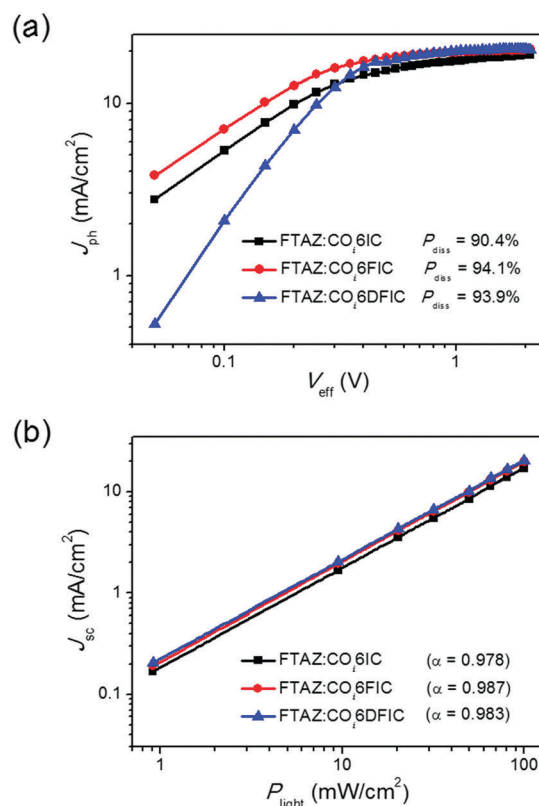 (a)
10
1
J_ph (mA/cm²)
FTAZ:CO_i6IC P_diss = 90.4%
FTAZ:CO_i6FIC P_diss = 94.1%
FTAZ:CO_i6DFIC P_diss = 93.9%
0.1 1
V_eff (V)
(b)
10
1
0.1
J_sc (mA/cm²)
FTAZ:CO_i6IC (α = 0.978)
FTAZ:CO_i6FIC (α = 0.987)
FTAZ:CO_i6DFIC (α = 0.983)
1 10 100
P_light (mW/cm²)